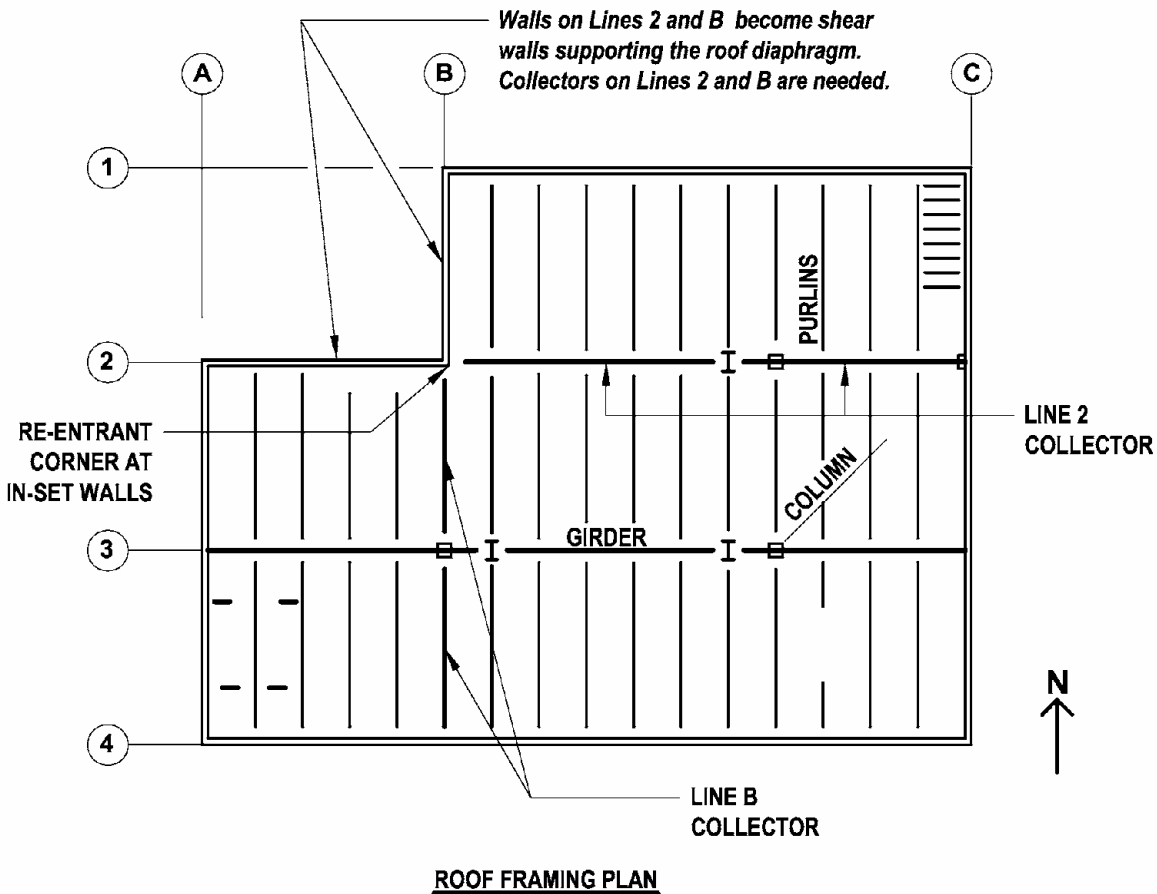 Walls on Lines 2 and B become shear
walls supporting the roof diaphragm.
Collectors on Lines 2 and B are needed.
A
B
C
1
PURLINS
2
RE-ENTRANT
CORNER AT
IN-SET WALLS
LINE 2
COLLECTOR
COLUMN
3
GIRDER
N
4
LINE B
COLLECTOR
ROOF FRAMING PLAN